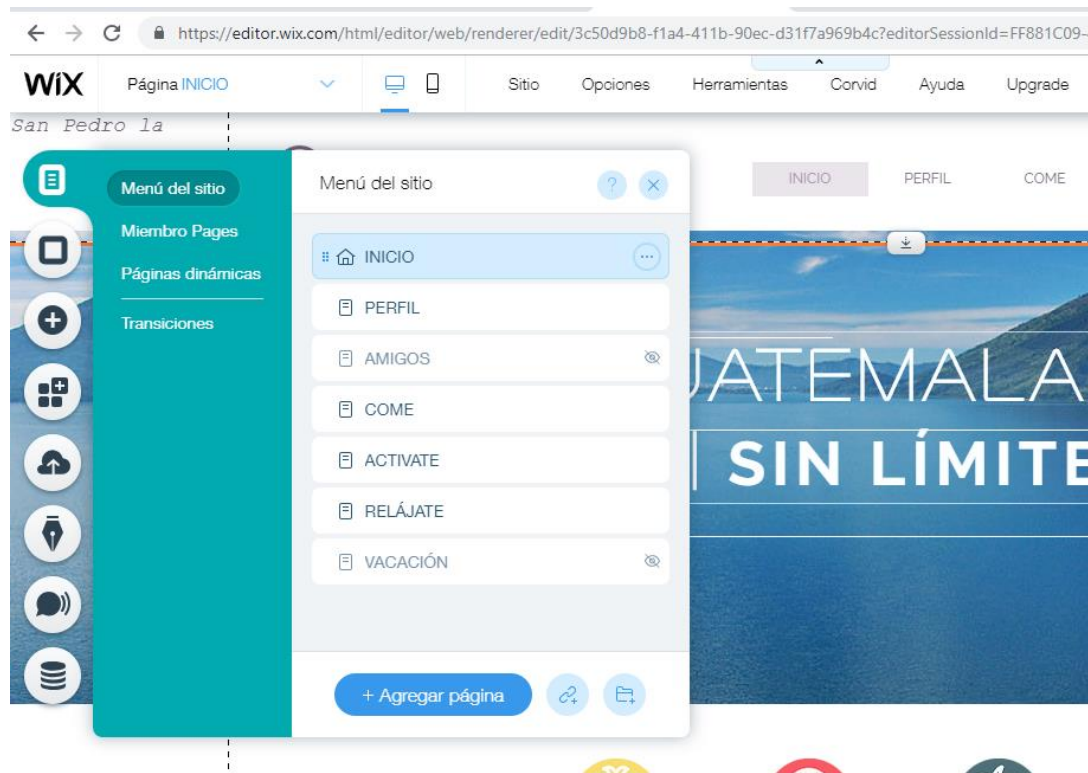 https://editor.wix.com/html/editor/web/renderer/edit/3c50d9b8-f1a4-411b-90ec-d31f7a969b4c?editorSessionId=FF881C09-
WiX Página INICIO Sitio Opciones Herramientas Corvid Ayuda Upgrade
San Pedro la
Menú del sitio
Miembro Pages
Páginas dinámicas
Transiciones
Menú del sitio ?
INICIO
PERFIL
AMIGOS
COME
ACTIVATE
RELÁJATE
VACACIÓN
+ Agregar página
INICIO PERFIL COME
UATEMALA
SIN LÍMITE